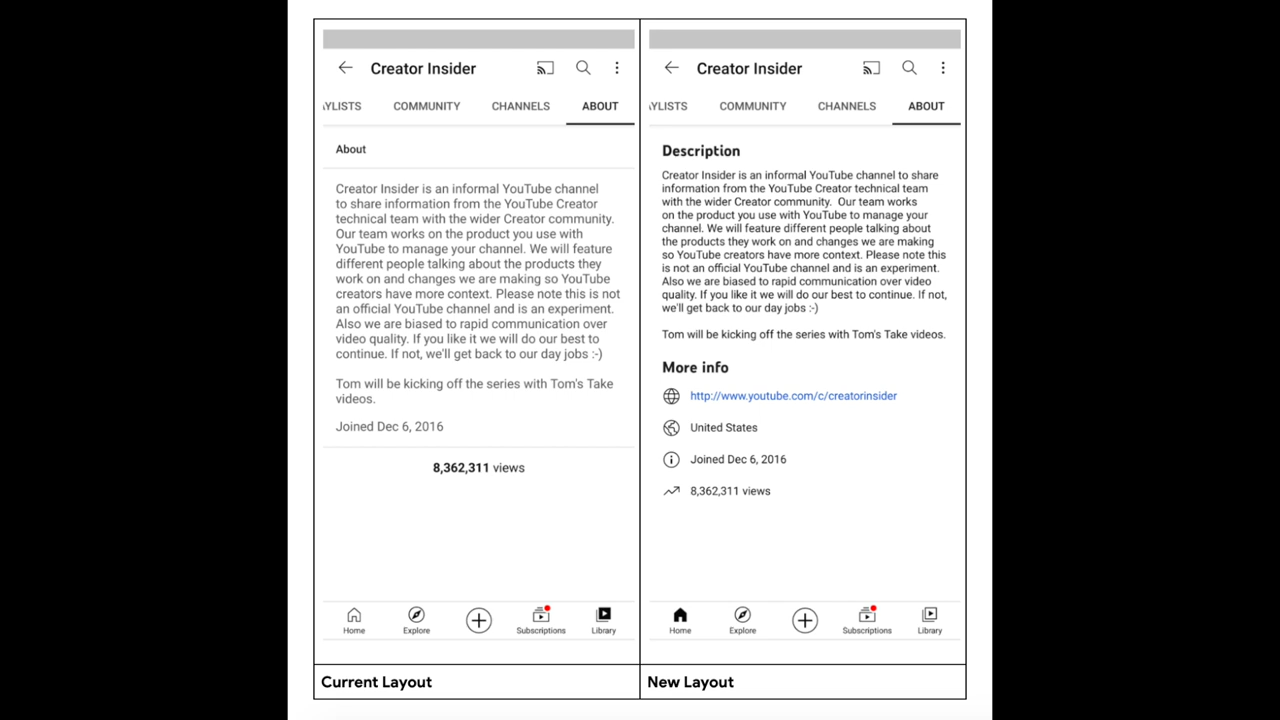 Creator Insider
YLISTS COMMUNITY CHANNELS ABOUT
About
Creator Insider is an informal YouTube channel
to share information from the YouTube Creator
technical team with the wider Creator community.
Our team works on the product you use with
YouTube to manage your channel. We will feature
different people talking about the products they
work on and changes we are making so YouTube
creators have more context. Please note this is not
an official YouTube channel and is an experiment.
Also we are biased to rapid communication over
video quality. If you like it we will do our best to
continue. If not, we'll get back to our day jobs :-)
Tom will be kicking off the series with Tom's Take
videos.
Joined Dec 6, 2016
8,362,311 views
Home Explore Subscriptions Library
Current Layout
Creator Insider
YLISTS COMMUNITY CHANNELS ABOUT
Description
Creator Insider is an informal YouTube channel to share
information from the YouTube Creator technical team
with the wider Creator community.  Our team works
on the product you use with YouTube to manage your
channel. We will feature different people talking about
the products they work on and changes we are making
so YouTube creators have more context. Please note this
is not an official YouTube channel and is an experiment.
Also we are biased to rapid communication over video
quality. If you like it we will do our best to continue. If not,
we'll get back to our day jobs :-)
Tom will be kicking off the series with Tom's Take videos.
More info
http://www.youtube.com/c/creatorinsider
United States
Joined Dec 6, 2016
8,362,311 views
Home Explore Subscriptions Library
New Layout